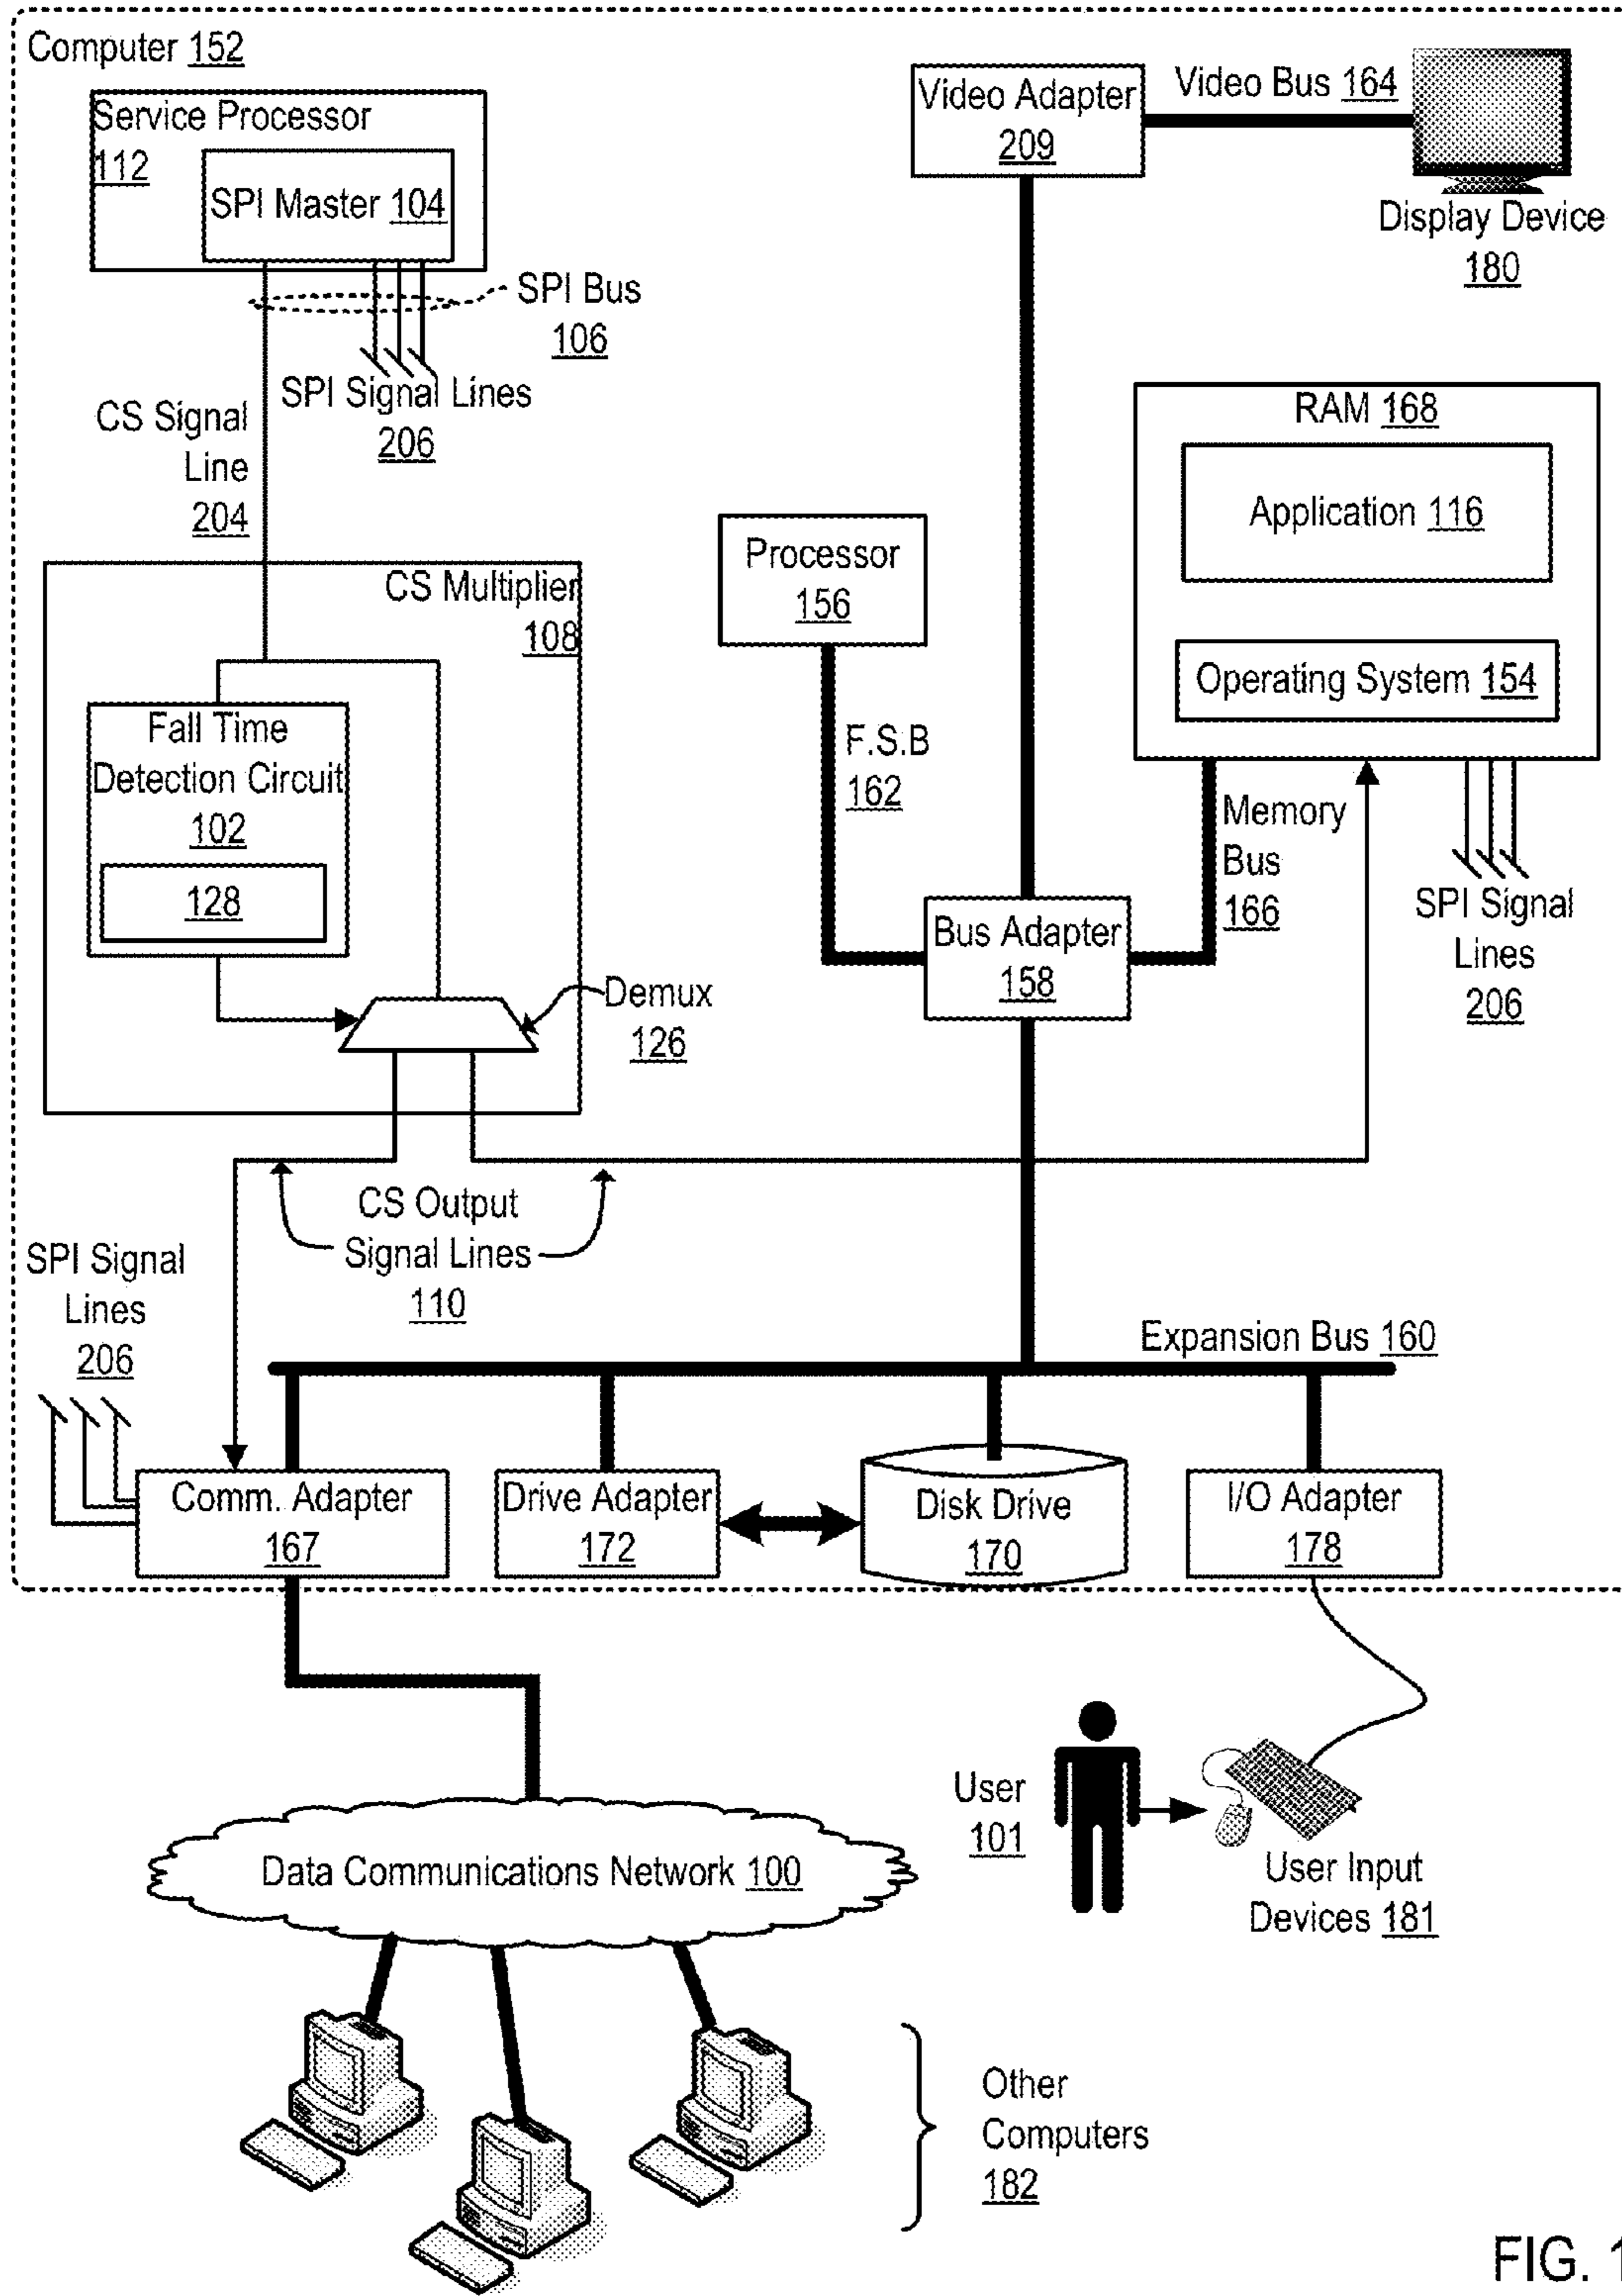 Computer 152
Service Processor
112
SPI Master 104
SPI Bus
106
SPI Signal Lines
206
CS Signal
Line
204
Video Adapter
209
Video Bus 164
Display Device
180
RAM 168
Application 116
Operating System 154
Processor
156
F.S.B
162
CS Multiplier
108
Fall Time
Detection Circuit
102
128
Demux
126
Memory
Bus
166
Bus Adapter
158
SPI Signal
Lines
206
CS Output
Signal Lines
110
SPI Signal
Lines
206
Expansion Bus 160
Comm. Adapter
167
Drive Adapter
172
Disk Drive
170
I/O Adapter
178
User
101
User Input
Devices 181
Data Communications Network 100
Other
Computers
182
FIG. 1